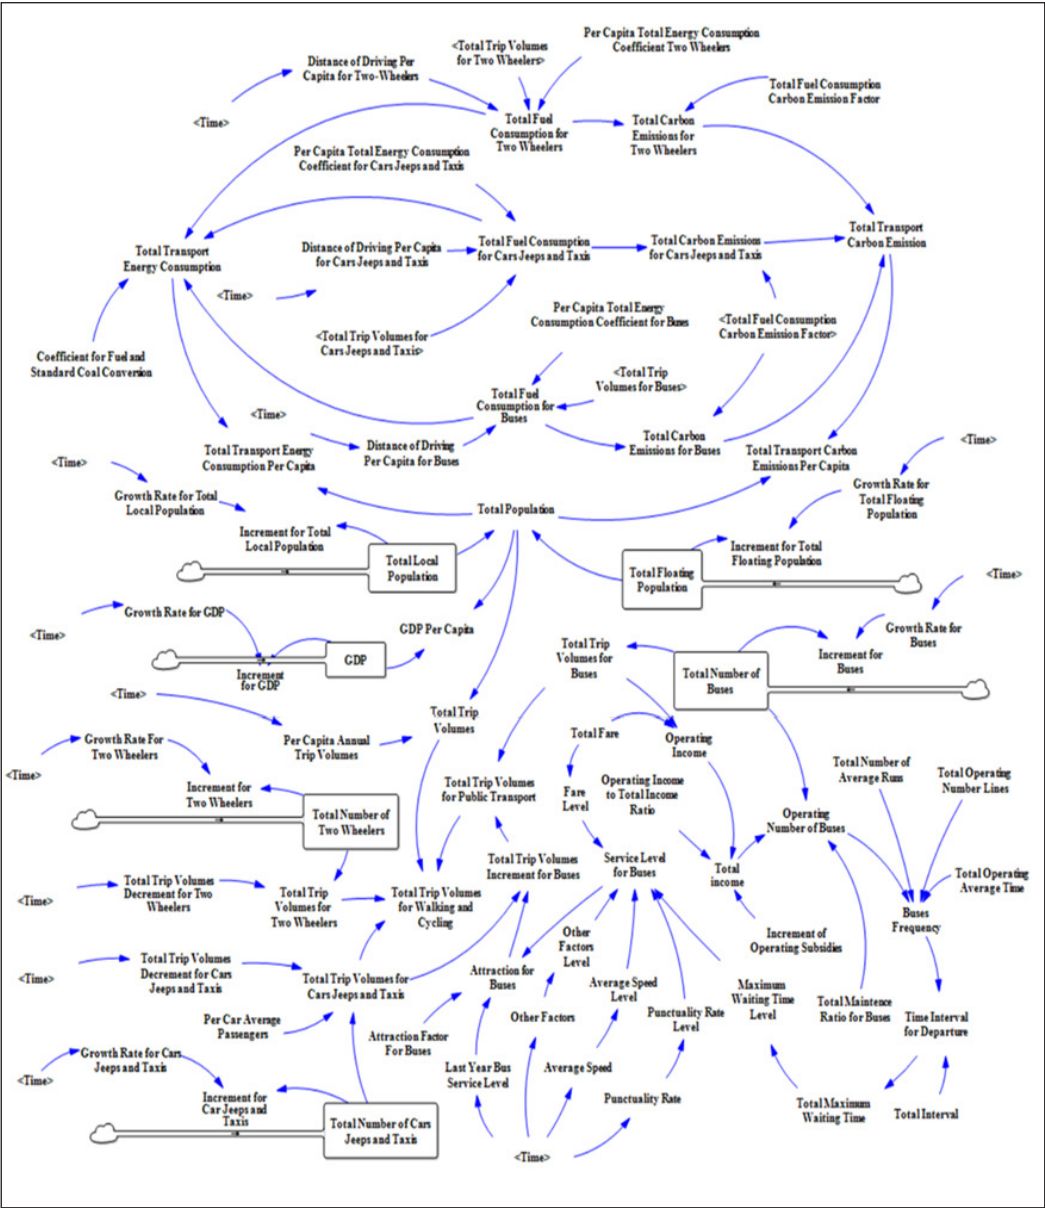 Per Capita Total Energy Consumption
Coefficient Two Wheelers
<Total Trip Volumes
for Two Wheelers>
Distance of Driving Per
Capita for Two-Wheelers
Total Fuel Consumption
Carbon Emission Factor
<Time>
Total Fuel
Consumption for
Two Wheelers
Total Carbon
Emissions for
Two Wheelers
Per Capita Total Energy Consumption
Coefficient for Cars Jeeps and Taxis
Total Transport
Carbon Emission
Total Transport
Energy Consumption
Distance of Driving Per Capita
for Cars Jeeps and Taxis
Total Fuel Consumption
for Cars Jeeps and Taxis
Total Carbon Emissions
for Cars Jeeps and Taxis
<Time>
Per Capita Total Energy
Consumption Coefficient for Buses
<Total Fuel Consumption
Carbon Emission Factor>
<Total Trip Volumes for
Cars Jeeps and Taxis>
Coefficient for Fuel and
Standard Coal Conversion
<Total Trip
Volumes for Buses>
Total Fuel
Consumption for
Buses
<Time>
Total Transport Energy
Consumption Per Capita
Distance of Driving
Per Capita for Buses
Total Carbon
Emissions for Buses
Total Transport Carbon
Emissions Per Capita
<Time>
<Time>
Growth Rate for Total
Local Population
Growth Rate for
Total Floating
Population
Total Population
Increment for Total
Local Population
Increment for Total
Floating Population
Total Local
Population
Total Floating
Population
<Time>
Growth Rate for GDP
<Time>
GDP Per Capita
Growth Rate for
Buses
GDP
Increment
for GDP
Total Trip
Volumes for
Buses
Increment for
Buses
Total Number of
Buses
<Time>
Total Trip
Volumes
Per Capita Annual
Trip Volumes
Growth Rate For
Two Wheelers
<Time>
Total Fare
Operating
Income
Increment for
Two Wheelers
Total Trip Volumes
for Public Transport
Fare
Level
Operating Income
to Total Income
Ratio
Total Number of
Average Runs
Total Operating
Number Lines
Total Number of
Two Wheelers
Operating
Number of Buses
Total Trip Volumes
Increment for Buses
Service Level
for Buses
Total
income
Total Operating
Average Time
<Time>
Total Trip Volumes
Decrement for Two
Wheelers
Total Trip
Volumes for
Two Wheelers
Total Trip Volumes
for Walking and
Cycling
Buses
Frequency
Increment of
Operating Subsidies
Other
Factors
Level
<Time>
Total Trip Volumes
Decrement for Cars
Jeeps and Taxis
Total Trip Volumes for
Cars Jeeps and Taxis
Attraction for
Buses
Average Speed
Level
Maximum
Waiting Time
Level
Total Maintence
Ratio for Buses
Per Car Average
Passengers
Attraction Factor
For Buses
Other Factors
Punctuality Rate
Level
Time Interval
for Departure
Growth Rate for Cars
Jeeps and Taxis
<Time>
Last Year Bus
Service Level
Average Speed
Increment for
Car Jeeps and
Taxis
Punctuality Rate
Total Maximum
Waiting Time
Total Interval
Total Number of Cars
Jeeps and Taxis
<Time>